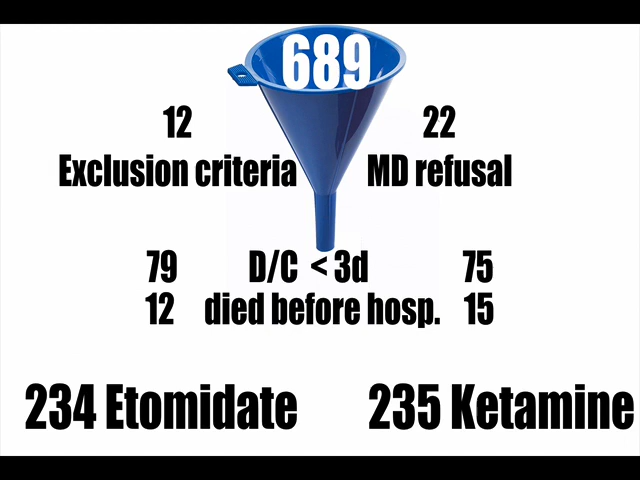 689
12 22
Exclusion criteria MD refusal
79 D/C < 3d 75
12 died before hosp. 15
234 Etomidate 235 Ketamine